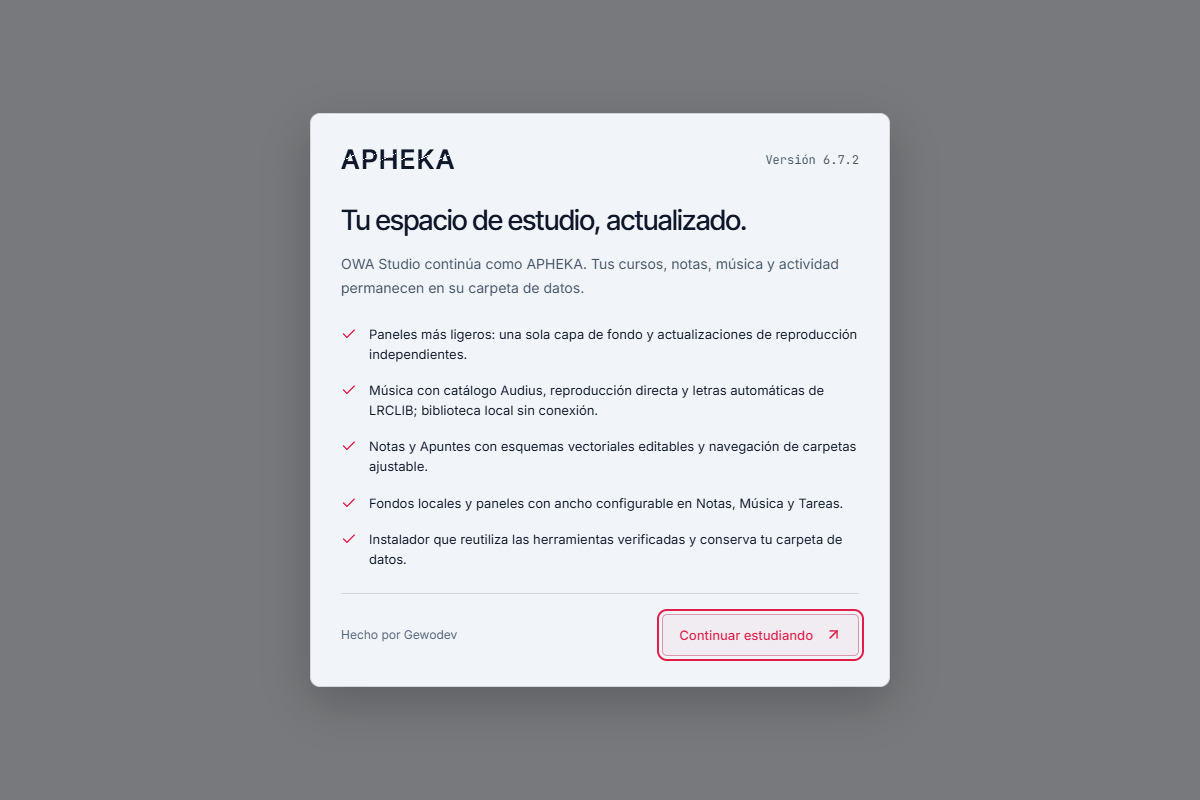 APHEKA
Versión 6.7.2
Tu espacio de estudio, actualizado.
OWA Studio continúa como APHEKA. Tus cursos, notas, música y actividad
permanecen en su carpeta de datos.
Paneles más ligeros: una sola capa de fondo y actualizaciones de reproducción
independientes.
Música con catálogo Audius, reproducción directa y letras automáticas de
LRCLIB; biblioteca local sin conexión.
Notas y Apuntes con esquemas vectoriales editables y navegación de carpetas
ajustable.
Fondos locales y paneles con ancho configurable en Notas, Música y Tareas.
Instalador que reutiliza las herramientas verificadas y conserva tu carpeta de
datos.
Hecho por Gewodev
Continuar estudiando